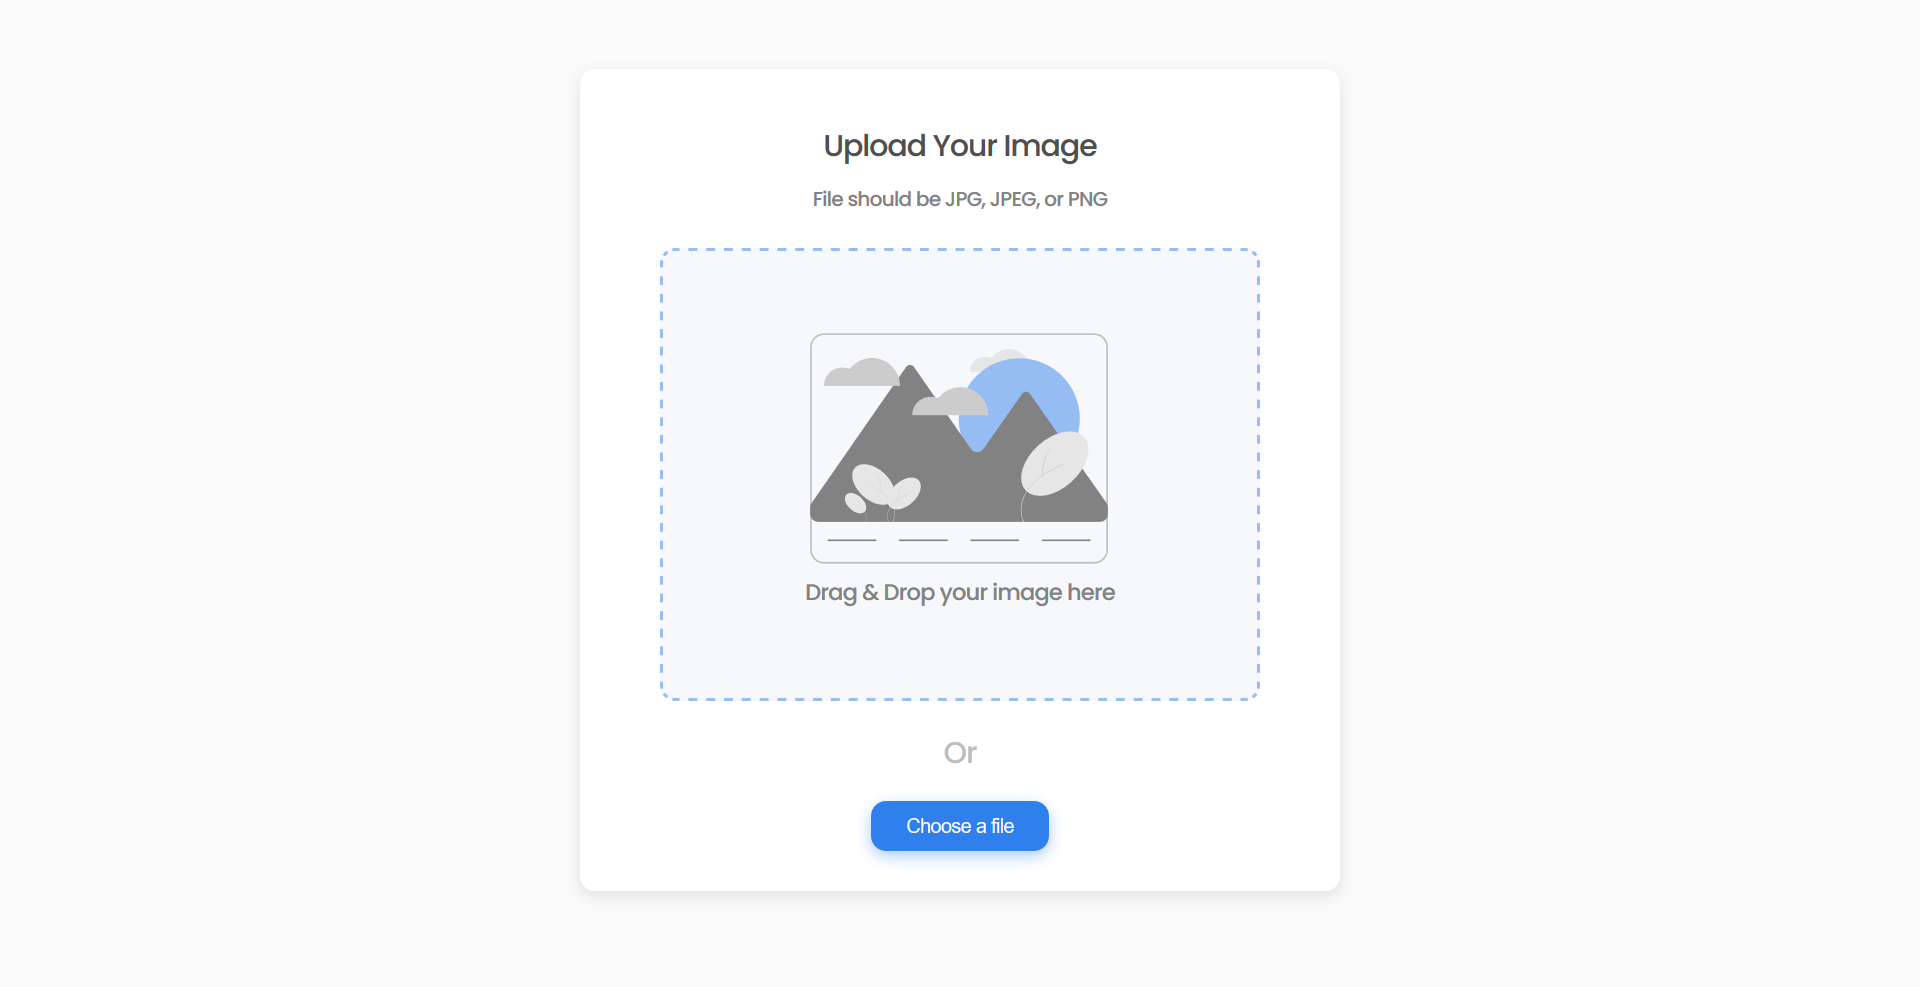 Upload Your Image
File should be JPG, JPEG, or PNG
Drag & Drop your image here
Or
Choose a file